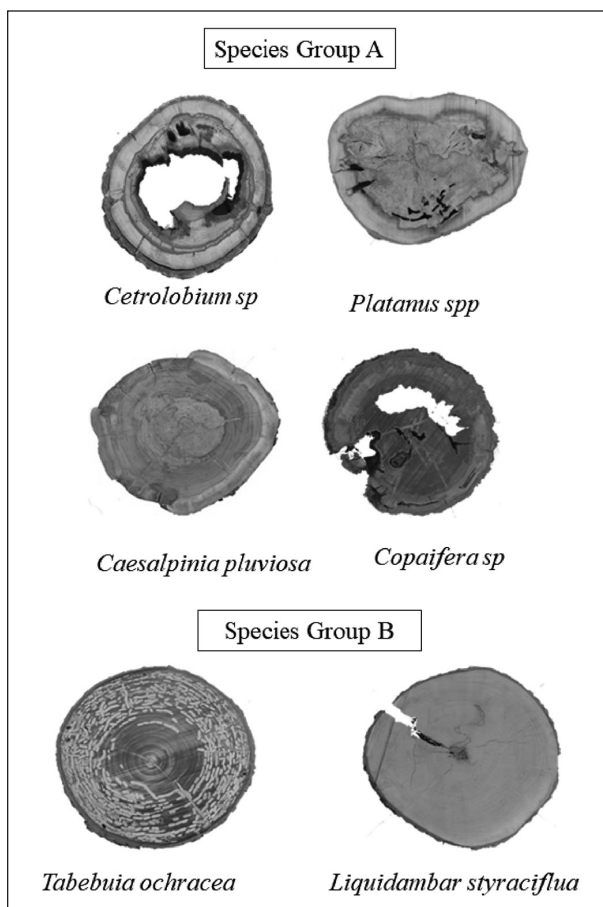 Species Group A
Cetrolobium sp
Platanus spp
Caesalpinia pluviosa
Copaifera sp
Species Group B
Tabebuia ochracea
Liquidambar styraciflua